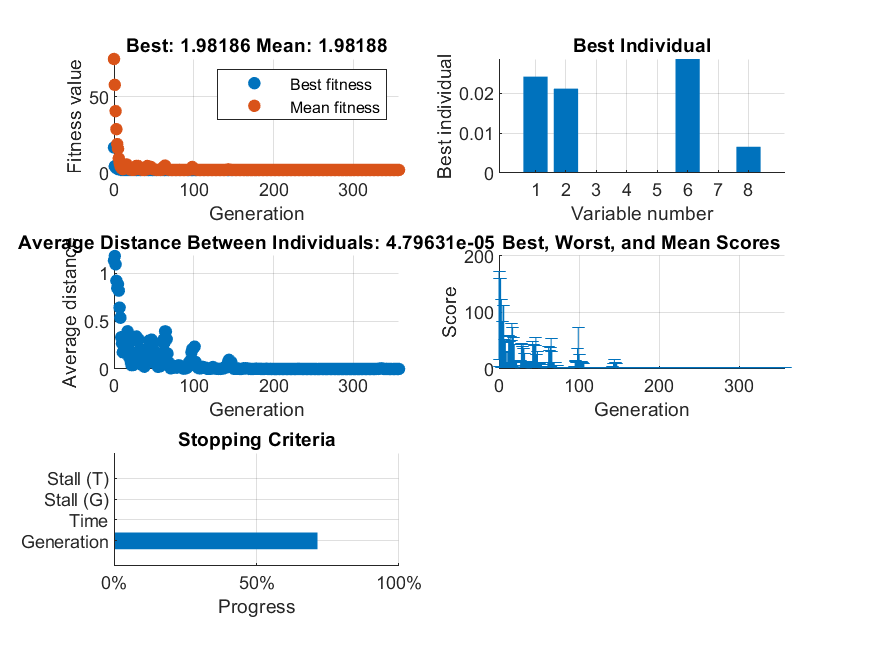 Best: 1.98186 Mean: 1.98188
Fitness value
50
0
Best fitness
Mean fitness
0 100 200 300
Generation
Best Individual
Best individual
0.02
0.01
0
1 2 3 4 5 6 7 8
Variable number
Average Distance Between Individuals: 4.79631e-05
Average distance
1
0.5
0
0 100 200 300
Generation
Best, Worst, and Mean Scores
Score
200
100
0
0 100 200 300
Generation
Stopping Criteria
Stall (T)
Stall (G)
Time
Generation
0% 50% 100%
Progress